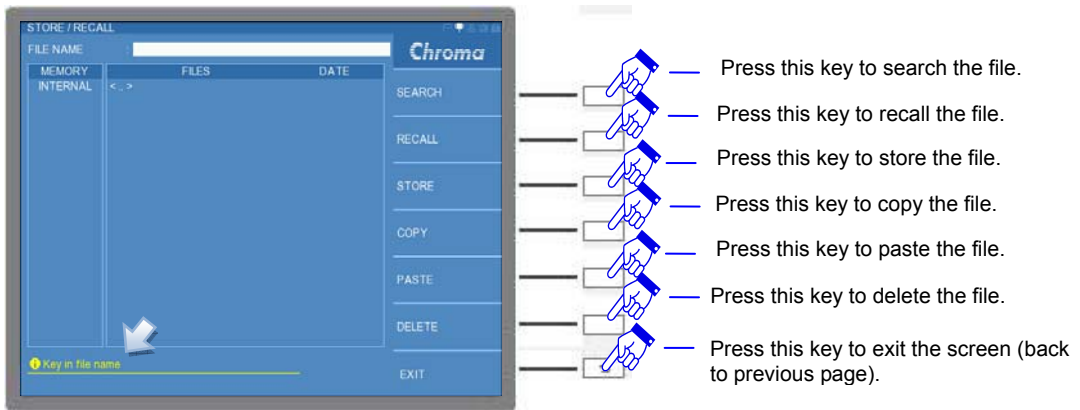 STORE / RECALL
FILE NAME :
Chroma
MEMORY FILES DATE
INTERNAL < .. >
SEARCH
RECALL
STORE
COPY
PASTE
DELETE
EXIT
Key in file name
Press this key to search the file.
Press this key to recall the file.
Press this key to store the file.
Press this key to copy the file.
Press this key to paste the file.
Press this key to delete the file.
Press this key to exit the screen (back
to previous page).